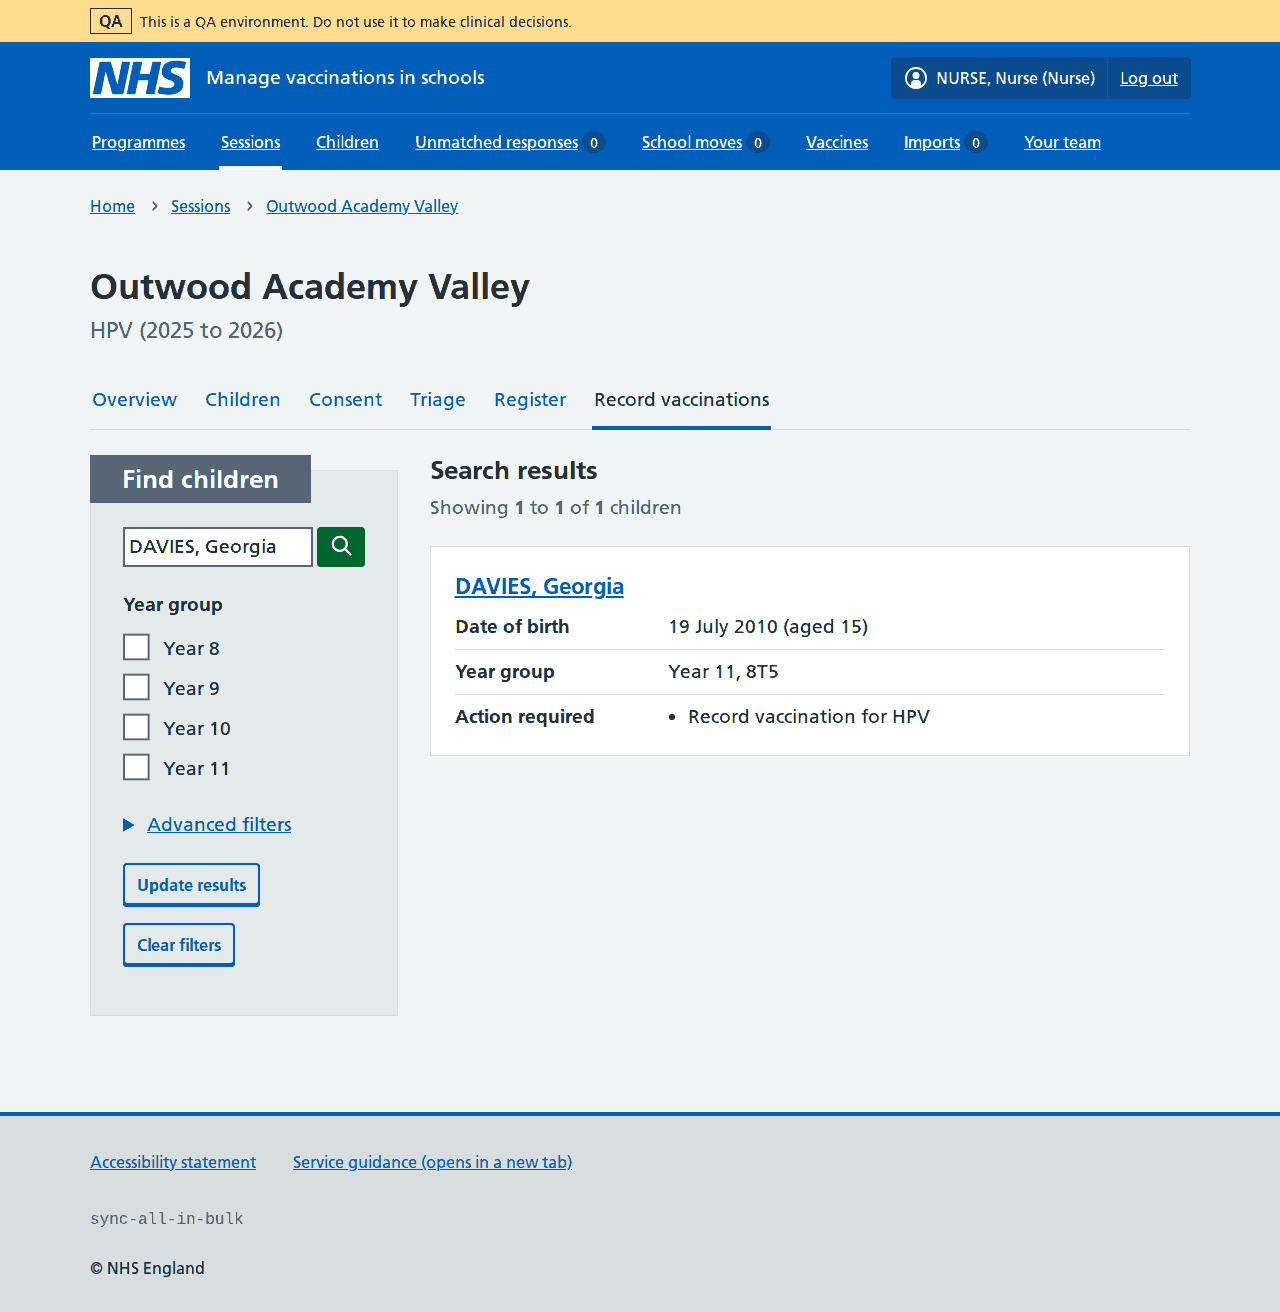 QA This is a QA environment. Do not use it to make clinical decisions.
NHS Manage vaccinations in schools NURSE, Nurse (Nurse) Log out
Programmes Sessions Children Unmatched responses 0 School moves 0 Vaccines Imports 0 Your team
Home Sessions Outwood Academy Valley
Outwood Academy Valley
HPV (2025 to 2026)
Overview Children Consent Triage Register Record vaccinations
Find children
DAVIES, Georgia
Year group
Year 8
Year 9
Year 10
Year 11
Advanced filters
Update results
Clear filters
Search results
Showing 1 to 1 of 1 children
DAVIES, Georgia
Date of birth 19 July 2010 (aged 15)
Year group Year 11, 8T5
Action required • Record vaccination for HPV
Accessibility statement Service guidance (opens in a new tab)
sync-all-in-bulk
© NHS England